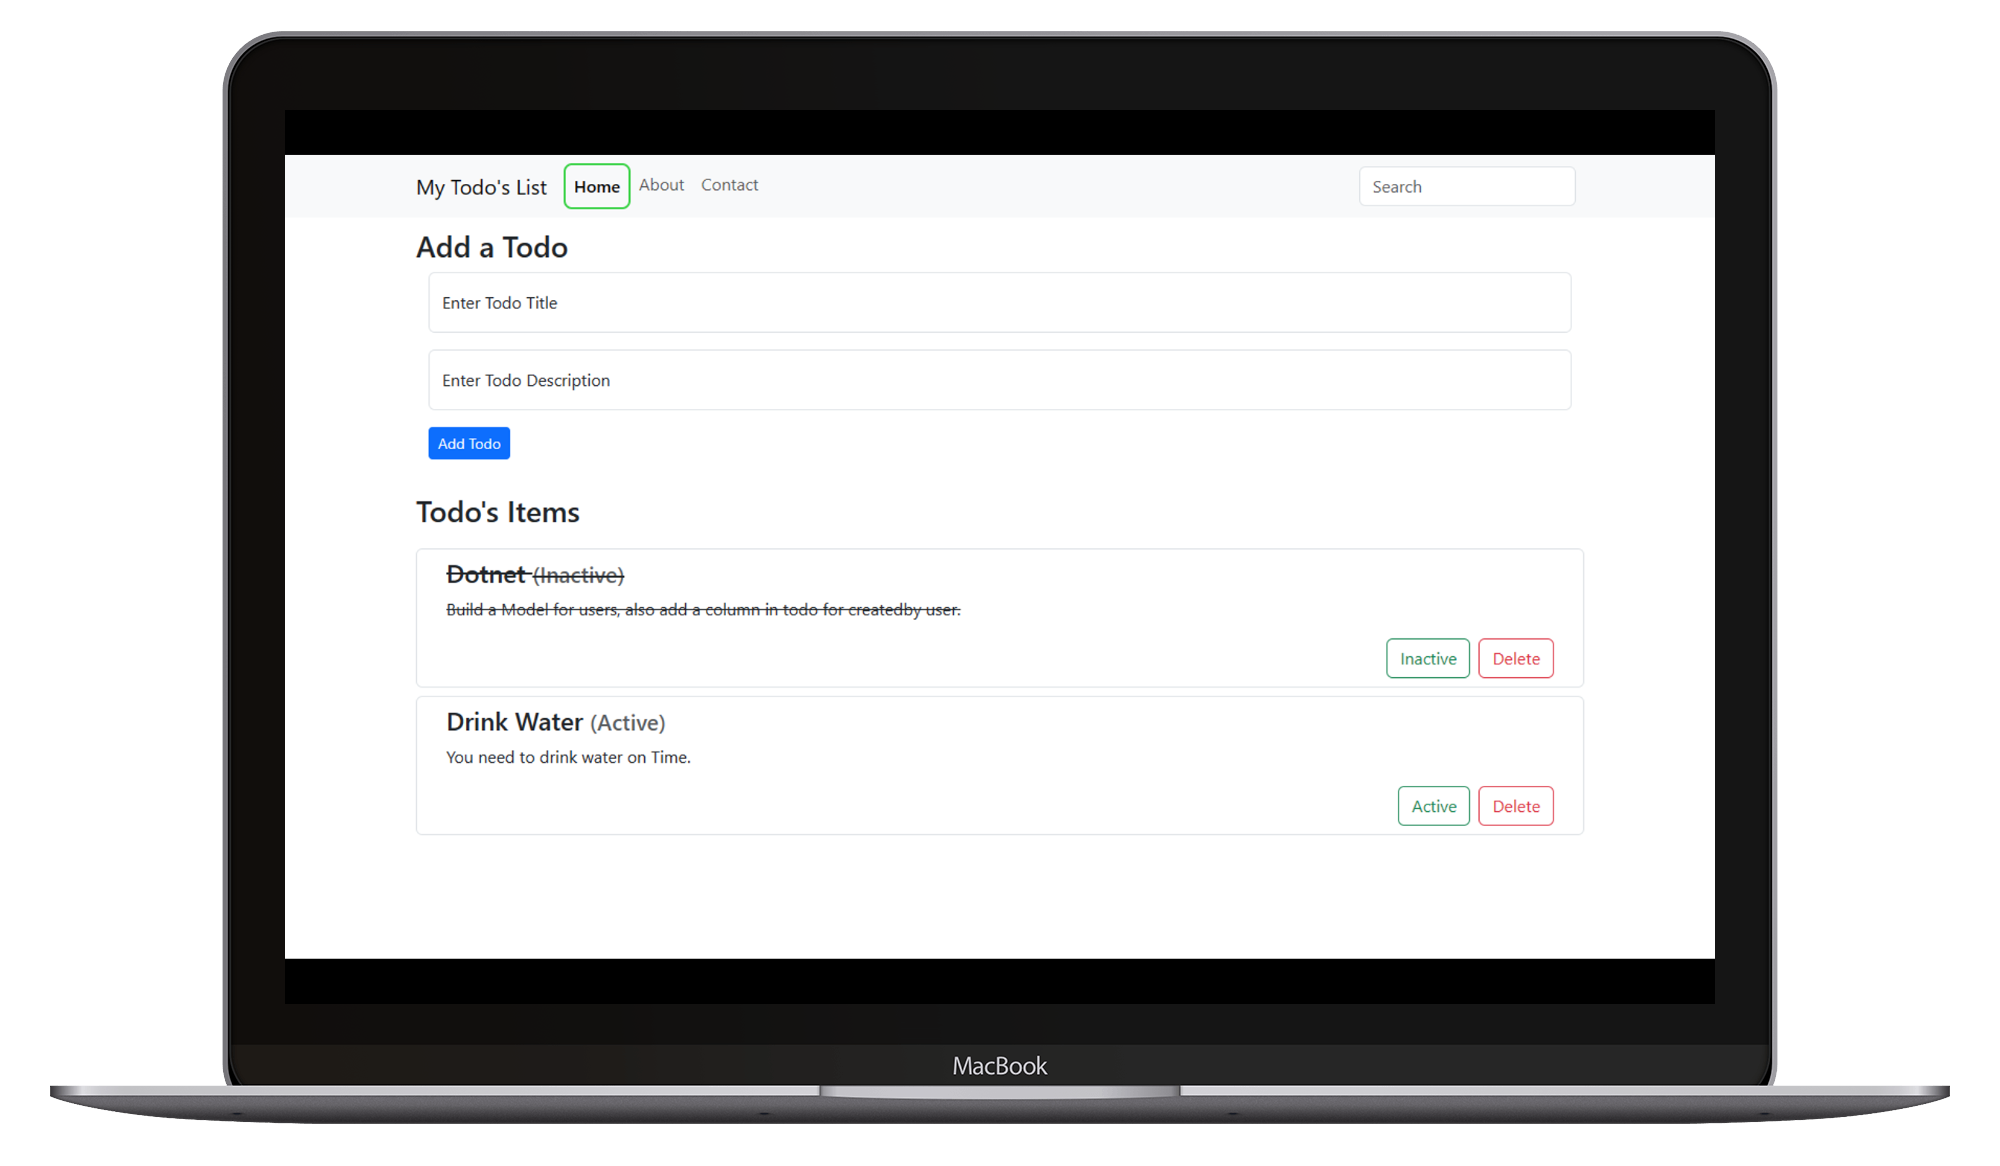 My Todo's List Home About Contact Search
Add a Todo
Enter Todo Title
Enter Todo Description
Add Todo
Todo's Items
Dotnet (Inactive)
Build a Model for users, also add a column in todo for createdby user.
Inactive Delete
Drink Water (Active)
You need to drink water on Time.
Active Delete
MacBook